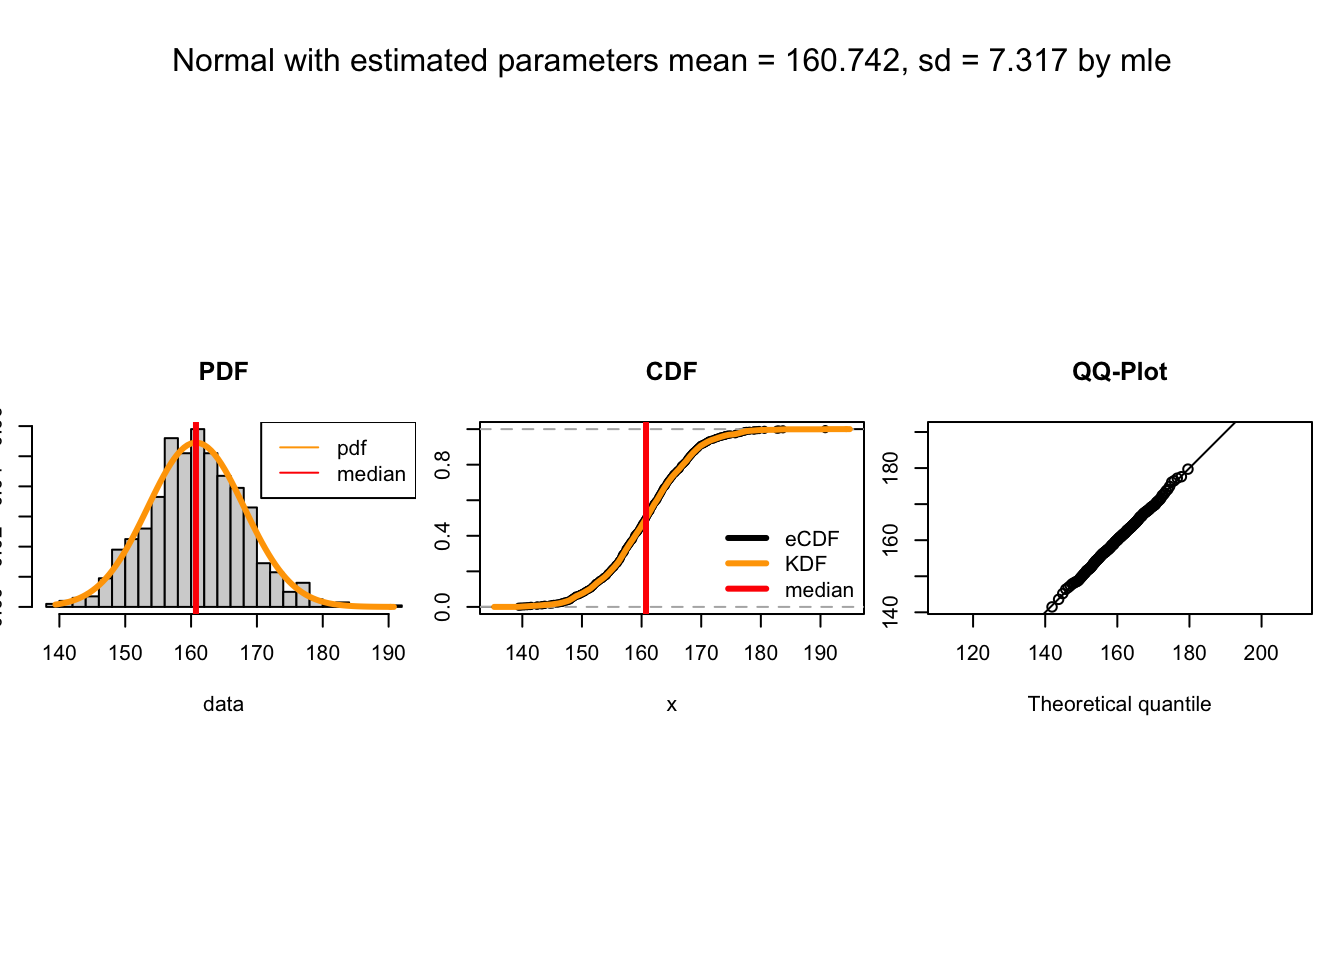 Normal with estimated parameters mean = 160.742, sd = 7.317 by mle
PDF
pdf
median
140 150 160 170 180 190
data
CDF
0.0 0.4 0.8
eCDF
KDF
median
140 150 160 170 180 190
x
QQ-Plot
140 160 180
120 140 160 180 200
Theoretical quantile